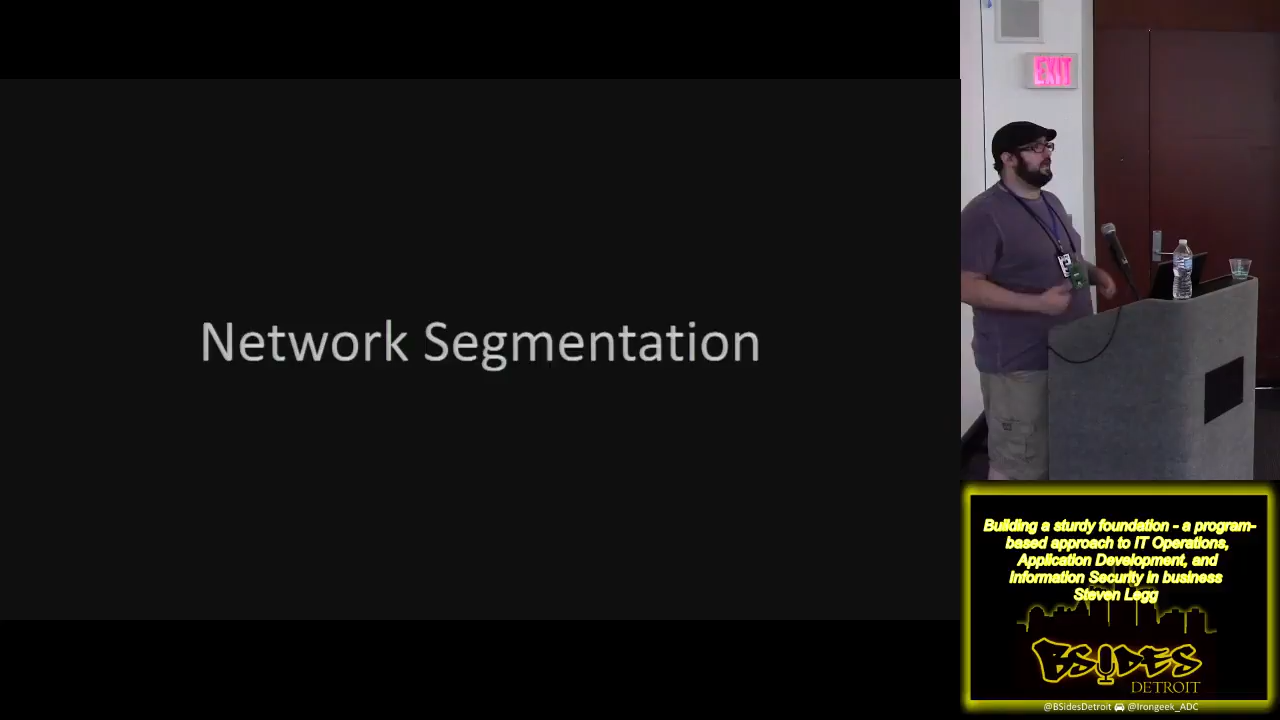 Network Segmentation
EXIT
Building a sturdy foundation - a program-
based approach to IT Operations,
Application Development, and
Information Security in business
Steven Legg
BSIDES
DETROIT
@BSidesDetroit @Irongeek_ADC